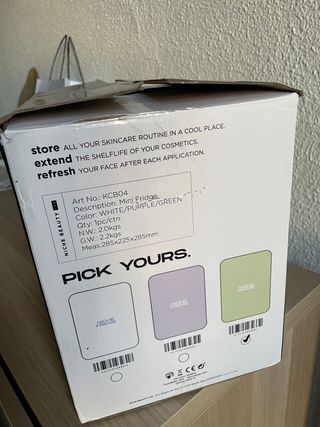 store ALL YOUR SKINCARE ROUTINE IN A COOL PLACE.
extend THE SHELFLIFE OF YOUR COSMETICS.
refresh YOUR FACE AFTER EACH APPLICATION.
NICHE BEAUTY
Art No.: KCB04
Description: Mini Fridge
Color: WHITE/PURPLE/GREEN
Qty: 1pc/ctn
N.W.: 2.0kgs
G.W.: 2.2kgs
Meas:285x225x285mm
PICK YOURS.
CE